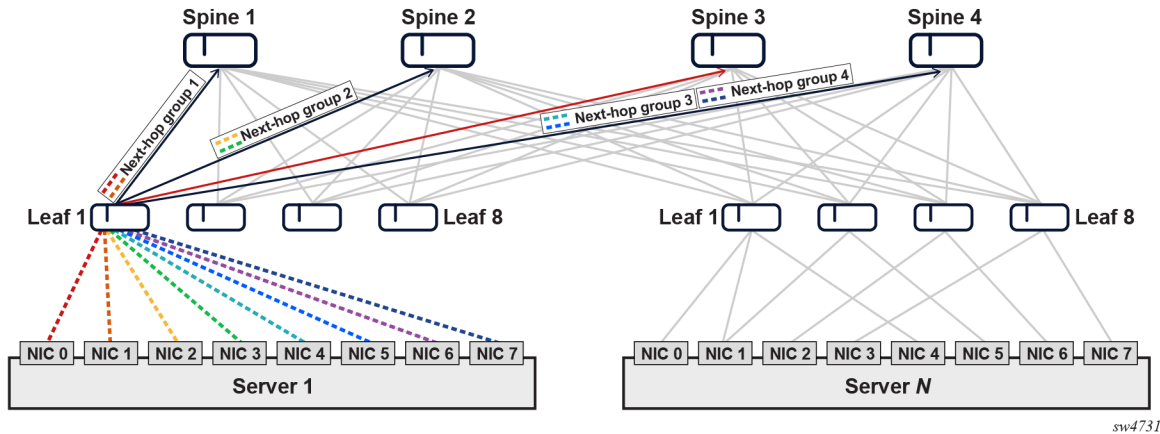 Spine 1
Spine 2
Spine 3
Spine 4
Next-hop group 1
Next-hop group 2
Next-hop group 3
Next-hop group 4
Leaf 1
Leaf 8
Leaf 1
Leaf 8
NIC 0
NIC 1
NIC 2
NIC 3
NIC 4
NIC 5
NIC 6
NIC 7
NIC 0
NIC 1
NIC 2
NIC 3
NIC 4
NIC 5
NIC 6
NIC 7
Server 1
Server N
sw4731